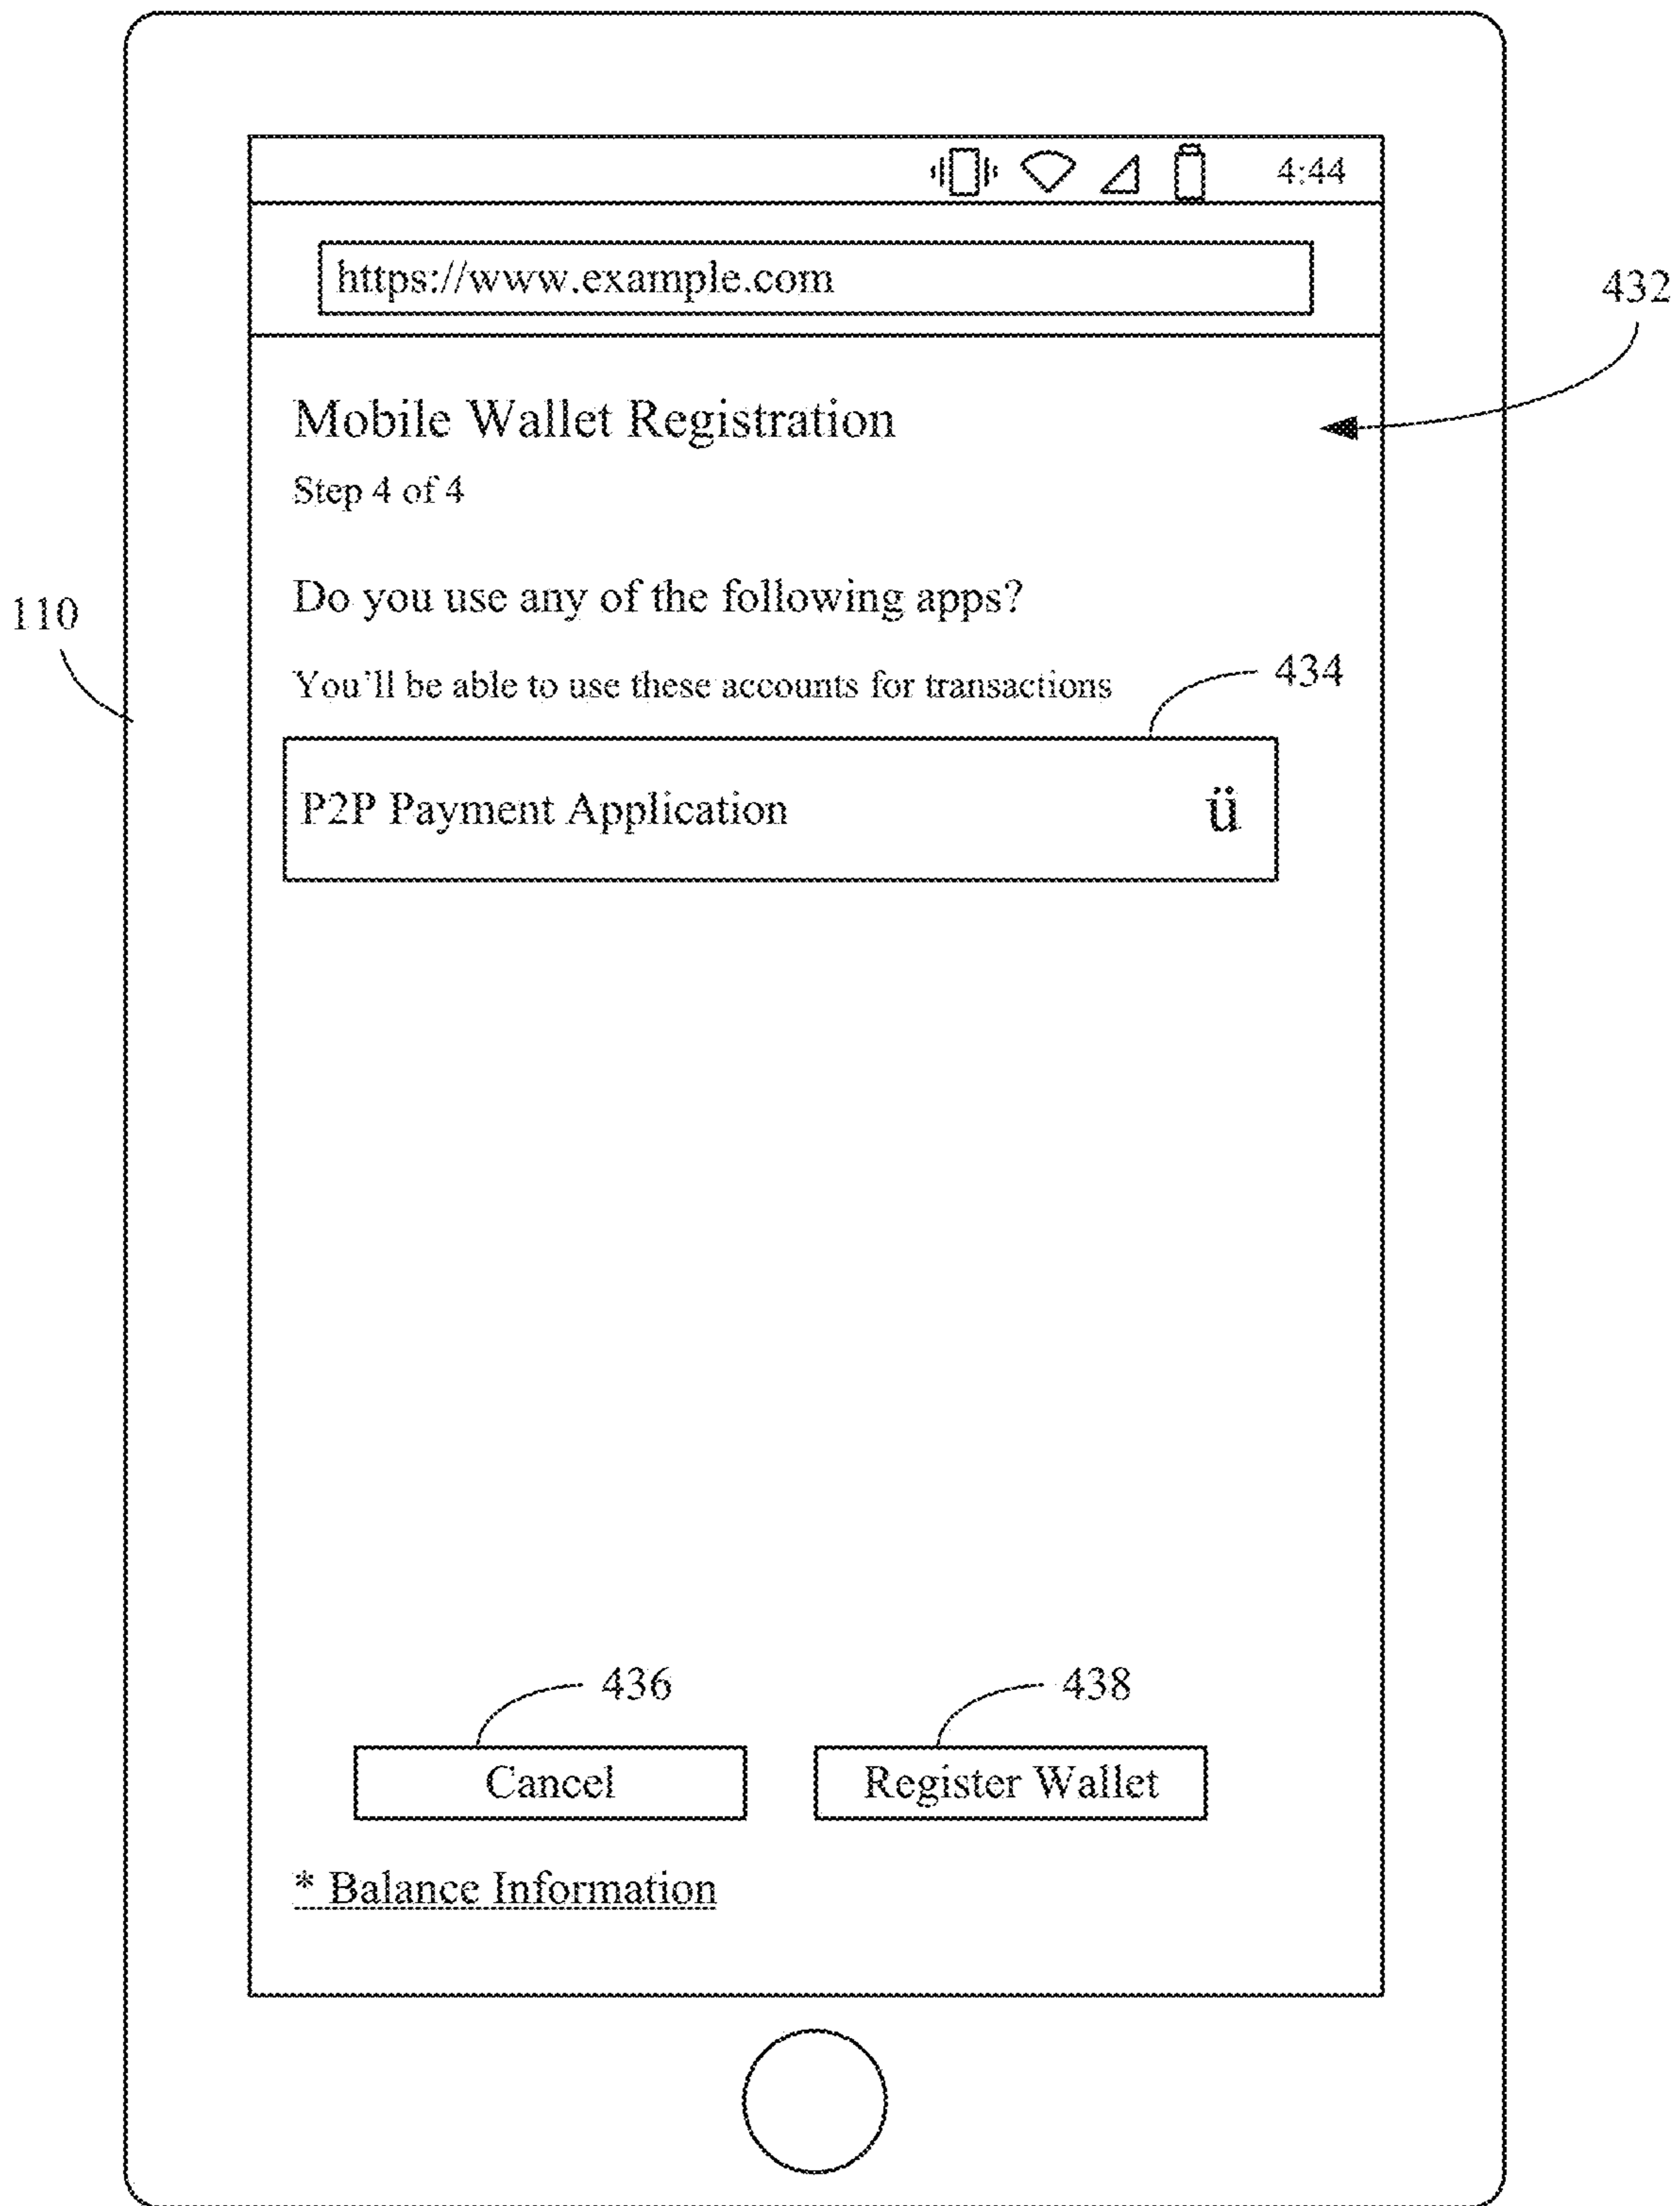 4:44
https://www.example.com
432
Mobile Wallet Registration
Step 4 of 4
Do you use any of the following apps?
110
You'll be able to use these accounts for transactions
434
P2P Payment Application ü
436
438
Cancel
Register Wallet
* Balance Information